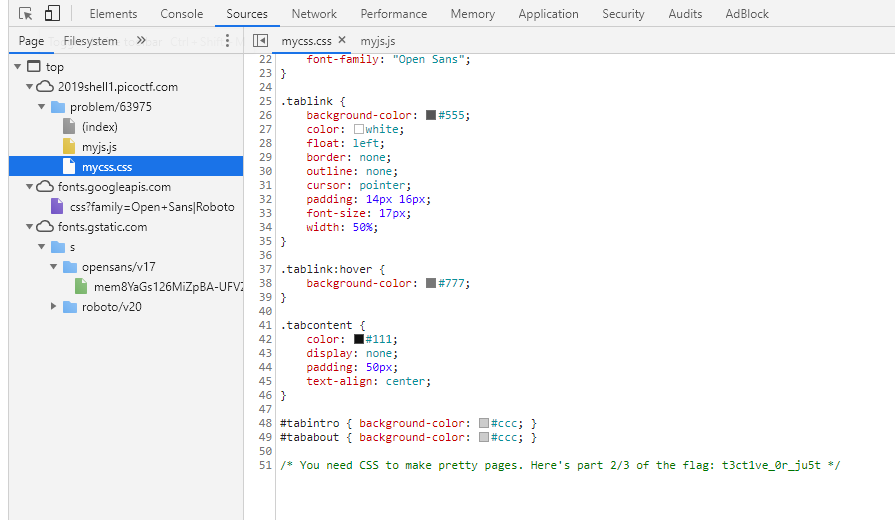 Elements Console Sources Network Performance Memory Application Security Audits AdBlock
Page Filesystem » mycss.css × myjs.js
top
2019shell1.picoctf.com
problem/63975
(index)
myjs.js
mycss.css
fonts.googleapis.com
css?family=Open+Sans|Roboto
fonts.gstatic.com
s
opensans/v17
mem8YaGs126MiZpBA-UFVZ
roboto/v20
22 font-family: "Open Sans";
23 }
24
25 .tablink {
26 background-color: #555;
27 color: white;
28 float: left;
29 border: none;
30 outline: none;
31 cursor: pointer;
32 padding: 14px 16px;
33 font-size: 17px;
34 width: 50%;
35 }
36
37 .tablink:hover {
38 background-color: #777;
39 }
40
41 .tabcontent {
42 color: #111;
43 display: none;
44 padding: 50px;
45 text-align: center;
46 }
47
48 #tabintro { background-color: #ccc; }
49 #tababout { background-color: #ccc; }
50
51 /* You need CSS to make pretty pages. Here's part 2/3 of the flag: t3ct1ve_0r_ju5t */